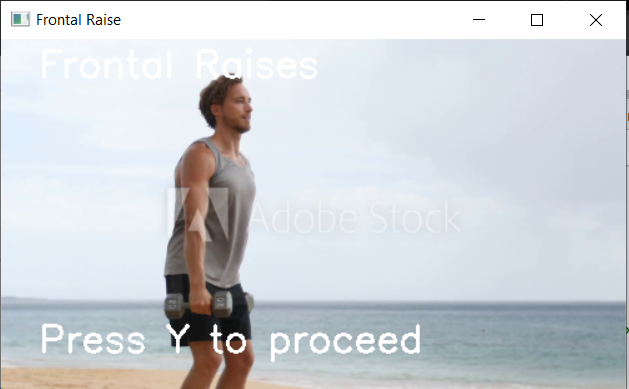 Frontal Raise
Frontal Raises
Adobe Stock
Press Y to proceed